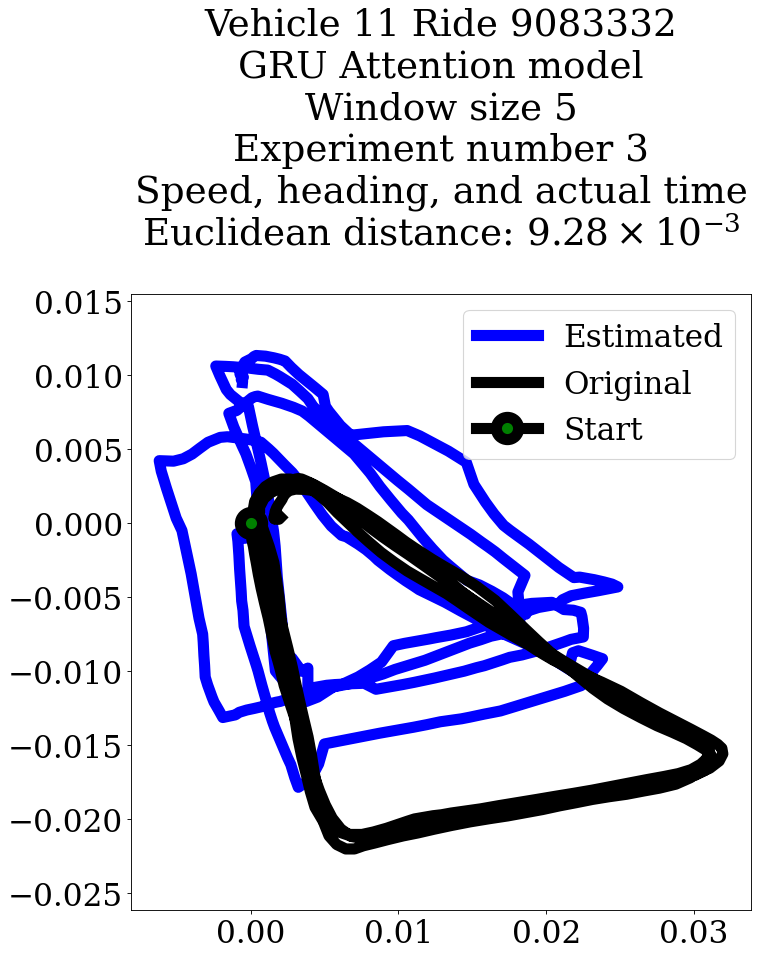 Vehicle 11 Ride 9083332
GRU Attention model
Window size 5
Experiment number 3
Speed, heading, and actual time
Euclidean distance: 9.28 × 10⁻³
0.015
0.010
0.005
0.000
−0.005
−0.010
−0.015
−0.020
−0.025
Estimated
Original
Start
0.00 0.01 0.02 0.03